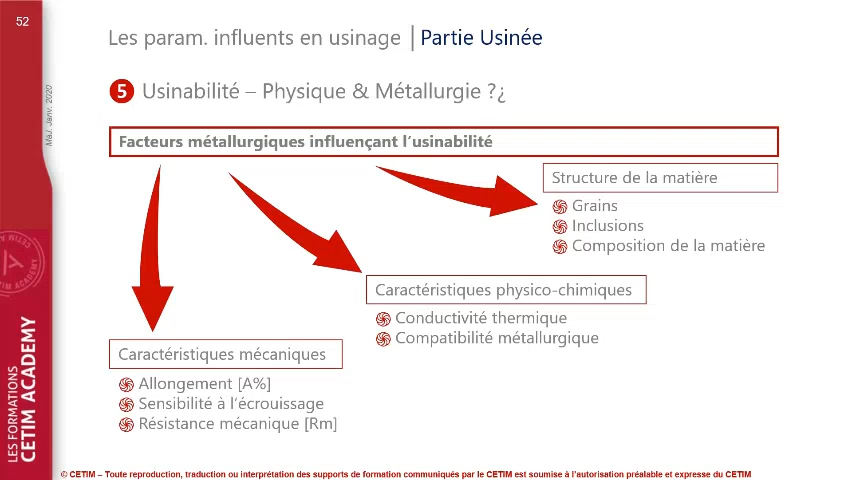 52
Les param. influents en usinage | Partie Usinée
Màj. Janv. 2020
5 Usinabilité – Physique & Métallurgie ?¿
Facteurs métallurgiques influençant l'usinabilité
Structure de la matière
Grains
Inclusions
Composition de la matière
Caractéristiques physico-chimiques
Conductivité thermique
Compatibilité métallurgique
Caractéristiques mécaniques
Allongement [A%]
Sensibilité à l'écrouissage
Résistance mécanique [Rm]
CETIM ACADEMY
LES FORMATIONS
CETIM ACADEMY
© CETIM – Toute reproduction, traduction ou interprétation des supports de formation communiqués par le CETIM est soumise à l'autorisation préalable et expresse du CETIM